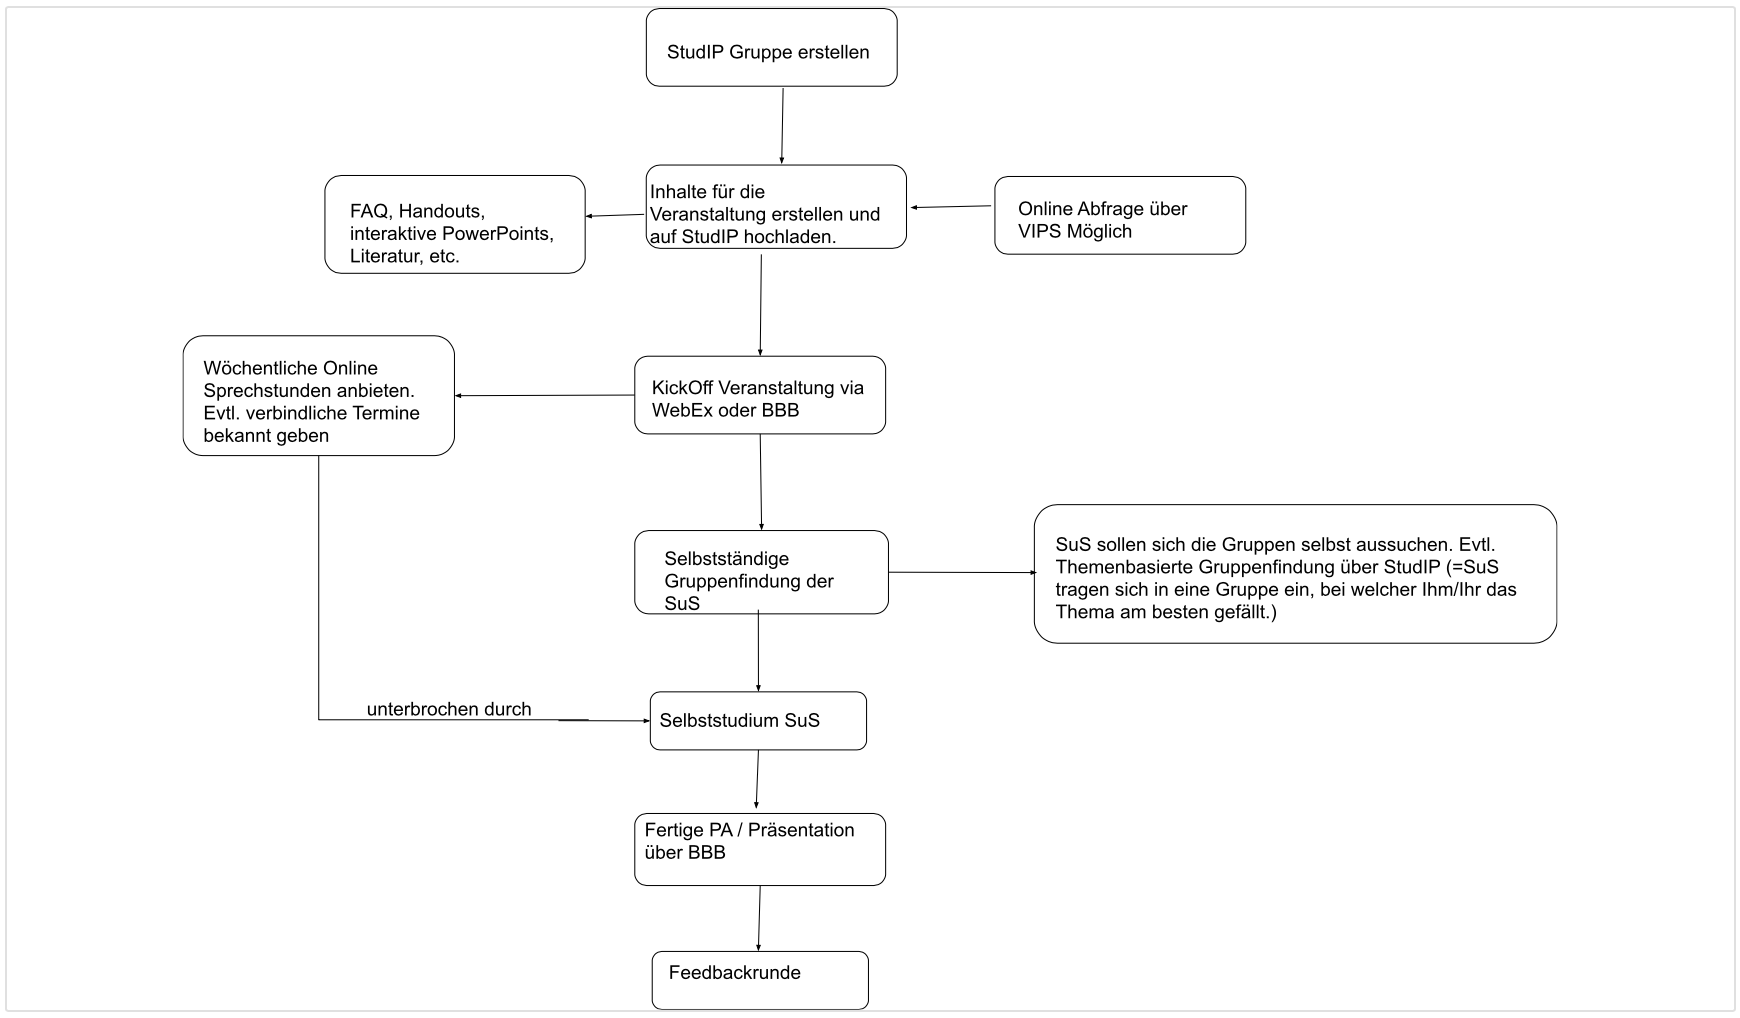 StudIP Gruppe erstellen
FAQ, Handouts,
interaktive PowerPoints,
Literatur, etc.
Inhalte für die
Veranstaltung erstellen und
auf StudIP hochladen.
Online Abfrage über
VIPS Möglich
Wöchentliche Online
Sprechstunden anbieten.
Evtl. verbindliche Termine
bekannt geben
KickOff Veranstaltung via
WebEx oder BBB
Selbstständige
Gruppenfindung der
SuS
SuS sollen sich die Gruppen selbst aussuchen. Evtl.
Themenbasierte Gruppenfindung über StudIP (=SuS
tragen sich in eine Gruppe ein, bei welcher Ihm/Ihr das
Thema am besten gefällt.)
unterbrochen durch
Selbststudium SuS
Fertige PA / Präsentation
über BBB
Feedbackrunde